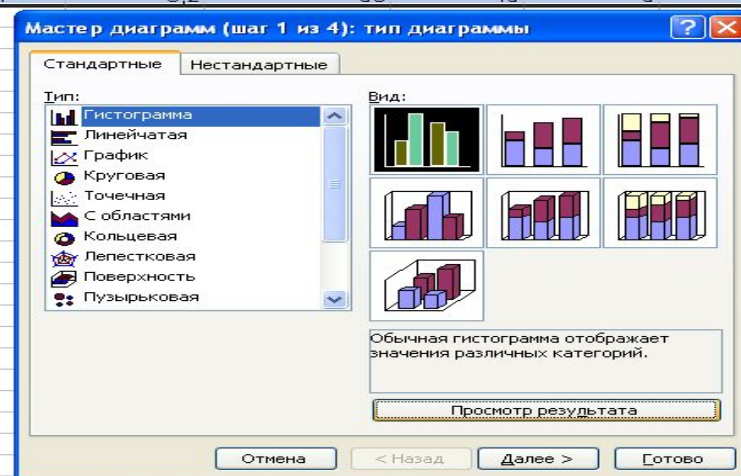 Мастер диаграмм (шаг 1 из 4): тип диаграммы
Стандартные Нестандартные
Тип:
Гистограмма
Линейчатая
График
Круговая
Точечная
С областями
Кольцевая
Лепестковая
Поверхность
Пузырьковая
Вид:
Обычная гистограмма отображает
значения различных категорий.
Просмотр результата
Отмена < Назад Далее > Готово